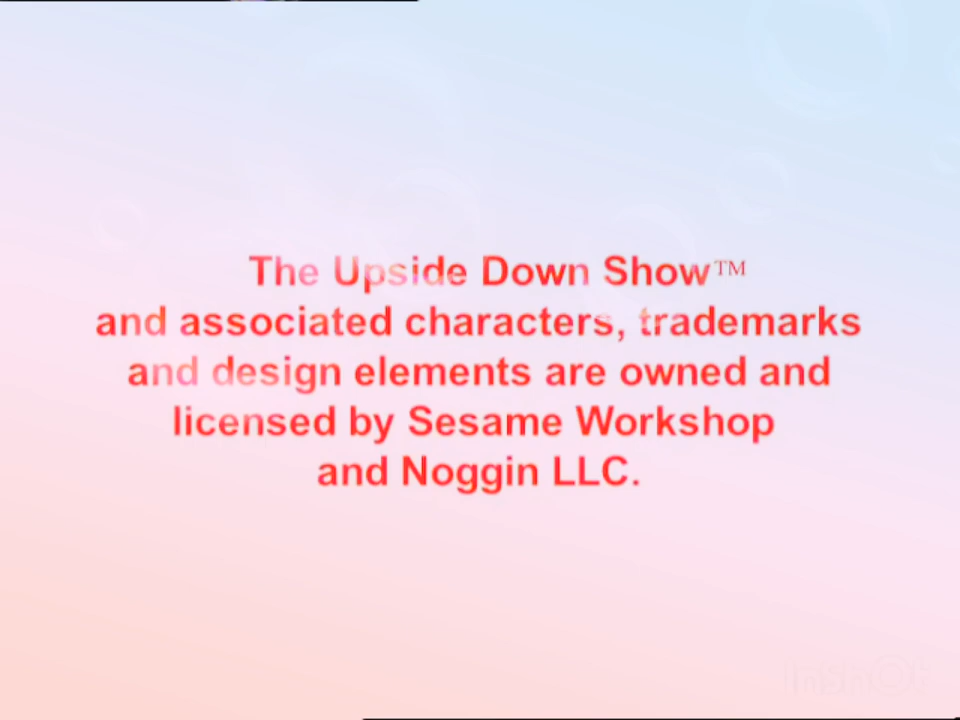 The Upside Down Show™
and associated characters, trademarks
and design elements are owned and
licensed by Sesame Workshop
and Noggin LLC.
InShOt